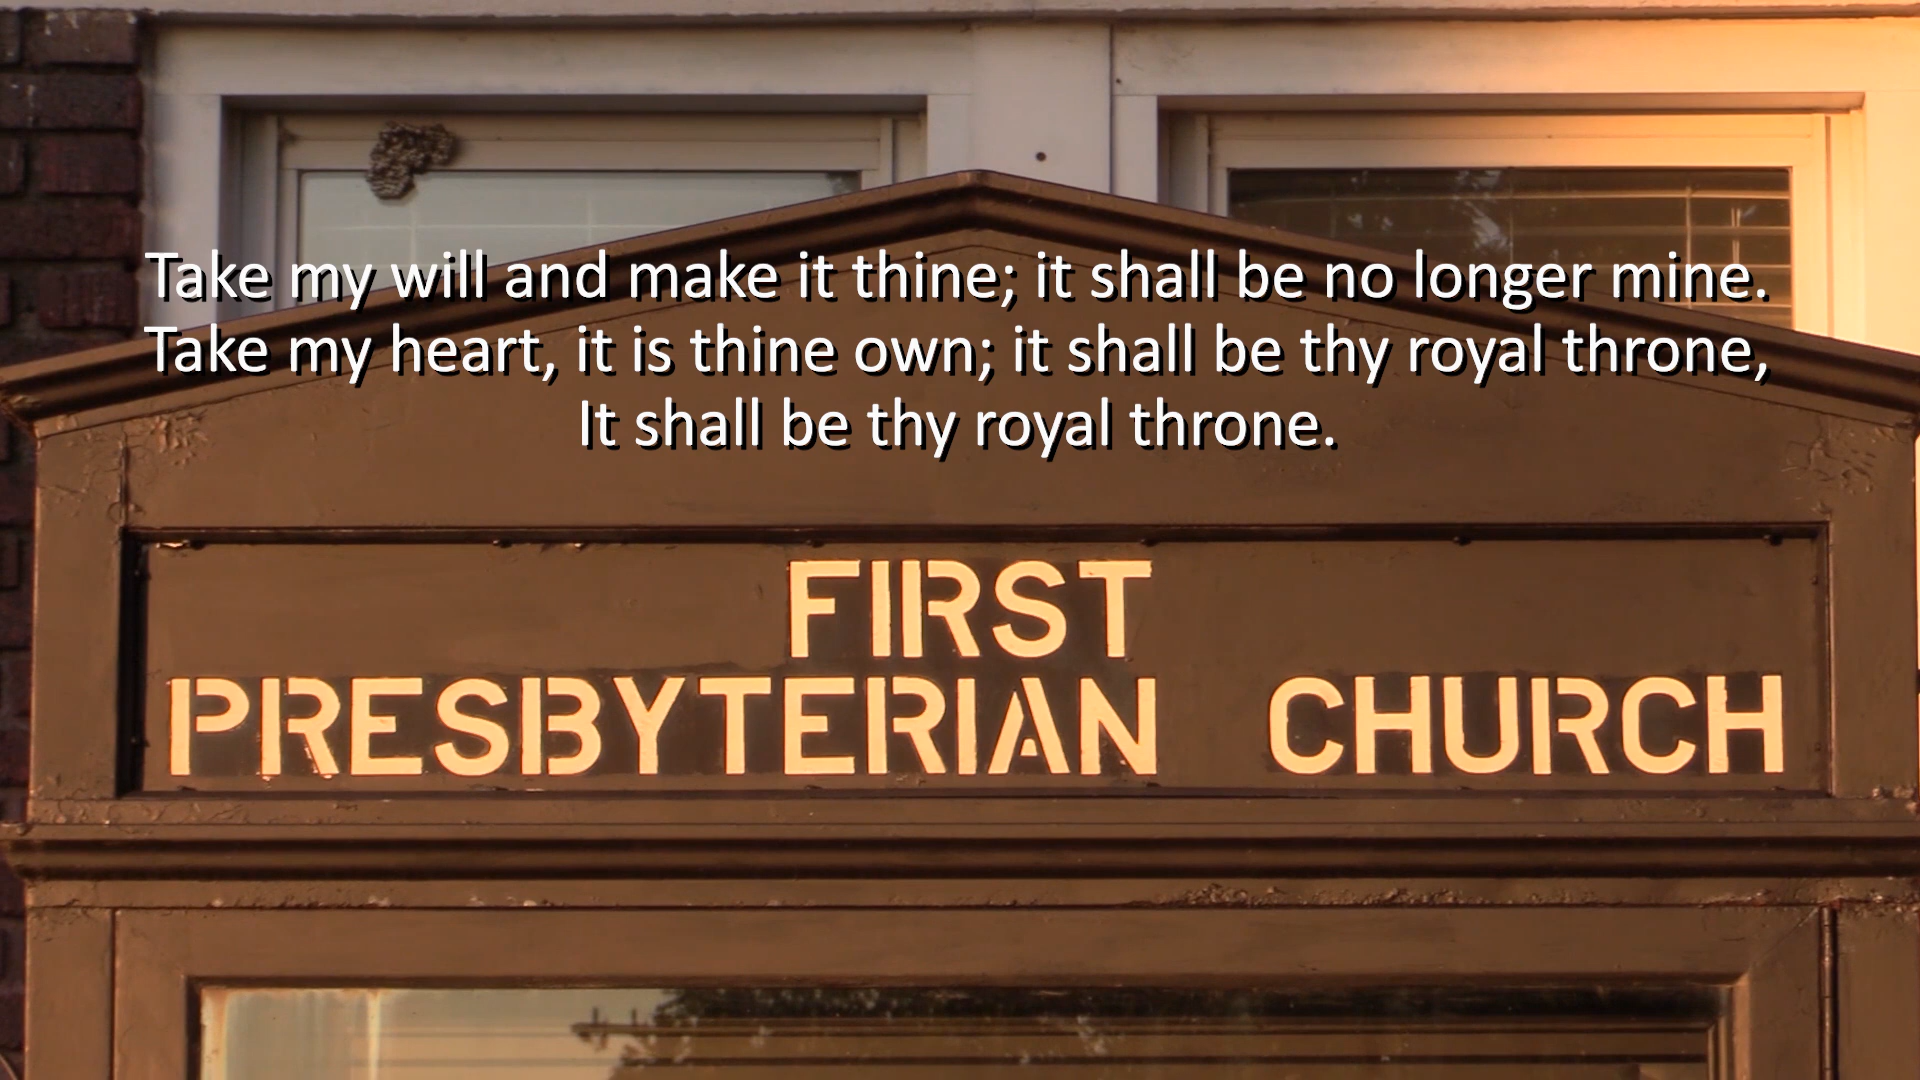 Take my will and make it thine; it shall be no longer mine.
Take my heart, it is thine own; it shall be thy royal throne,
It shall be thy royal throne.
FIRST
PRESBYTERIAN CHURCH